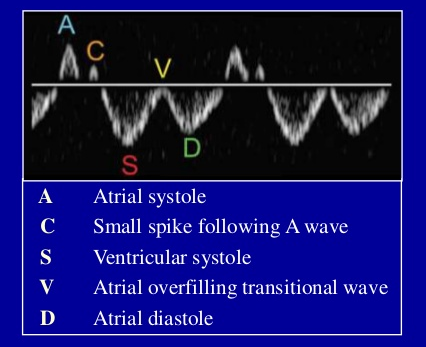 A
C
V
S
D
A Atrial systole
C Small spike following A wave
S Ventricular systole
V Atrial overfilling transitional wave
D Atrial diastole